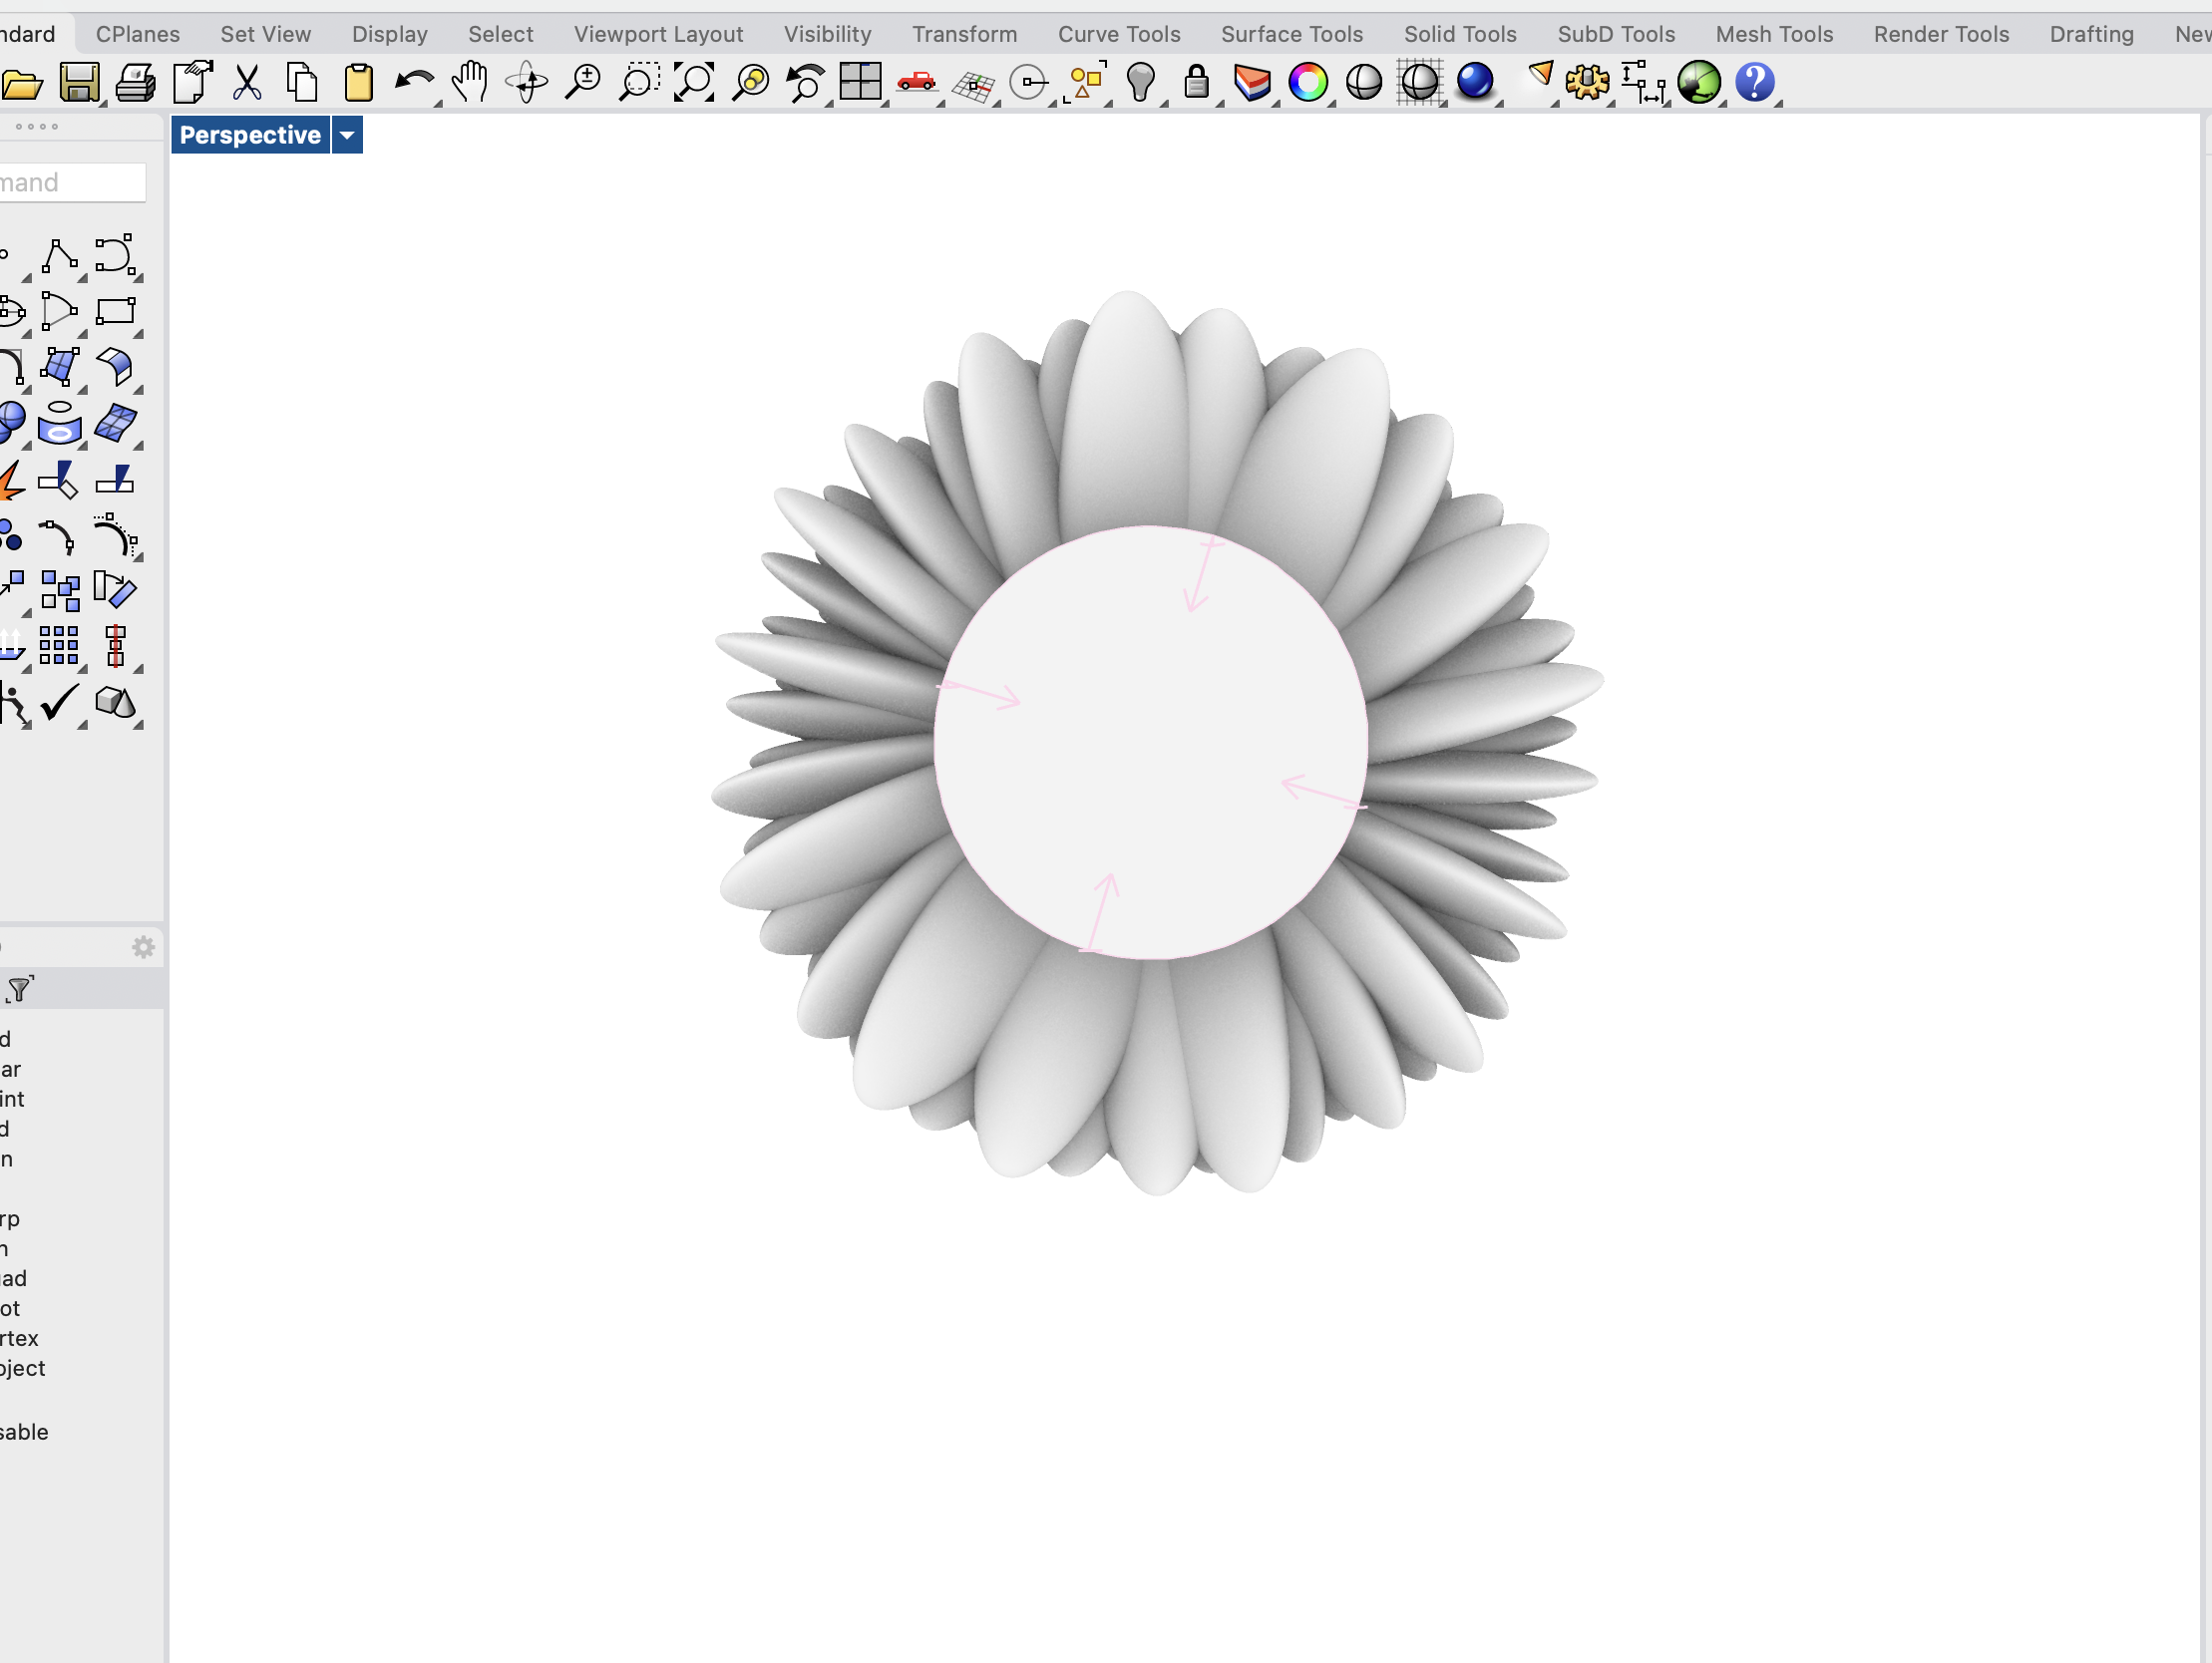 ndard CPlanes Set View Display Select Viewport Layout Visibility Transform Curve Tools Surface Tools Solid Tools SubD Tools Mesh Tools Render Tools Drafting New
Perspective
mand
d
ar
int
d
n
rp
n
ad
ot
rtex
oject
sable